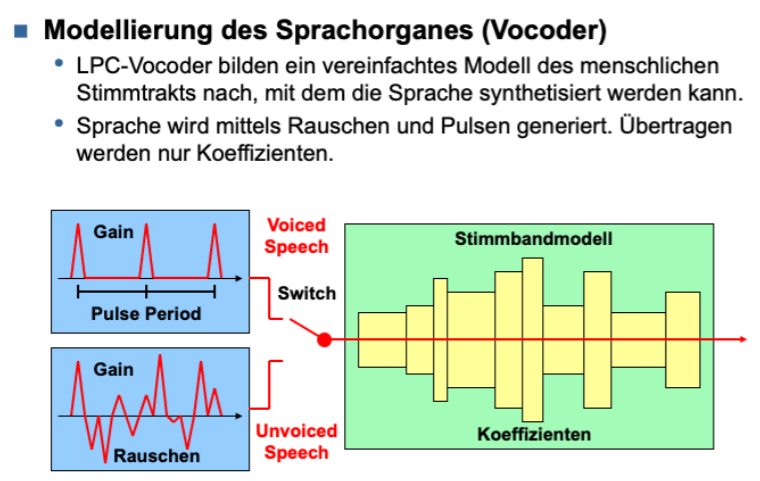 Modellierung des Sprachorganes (Vocoder)
LPC-Vocoder bilden ein vereinfachtes Modell des menschlichen
Stimmtrakts nach, mit dem die Sprache synthetisiert werden kann.
Sprache wird mittels Rauschen und Pulsen generiert. Übertragen
werden nur Koeffizienten.
Gain
Pulse Period
Voiced
Speech
Switch
Stimmbandmodell
Gain
Rauschen
Unvoiced
Speech
Koeffizienten